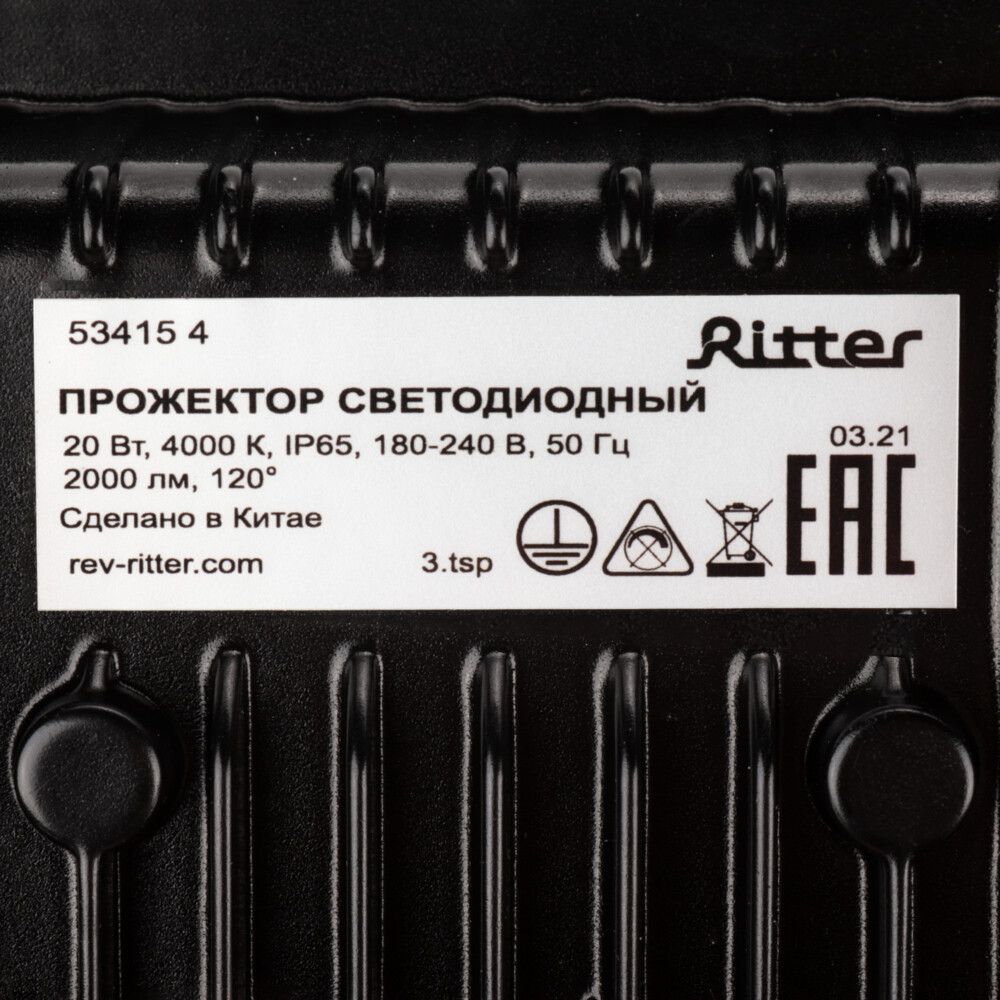 53415 4
Ritter
ПРОЖЕКТОР СВЕТОДИОДНЫЙ
20 Вт, 4000 К, IP65, 180-240 В, 50 Гц
03.21
2000 лм, 120°
EAC
Сделано в Китае
rev-ritter.com
3.tsp